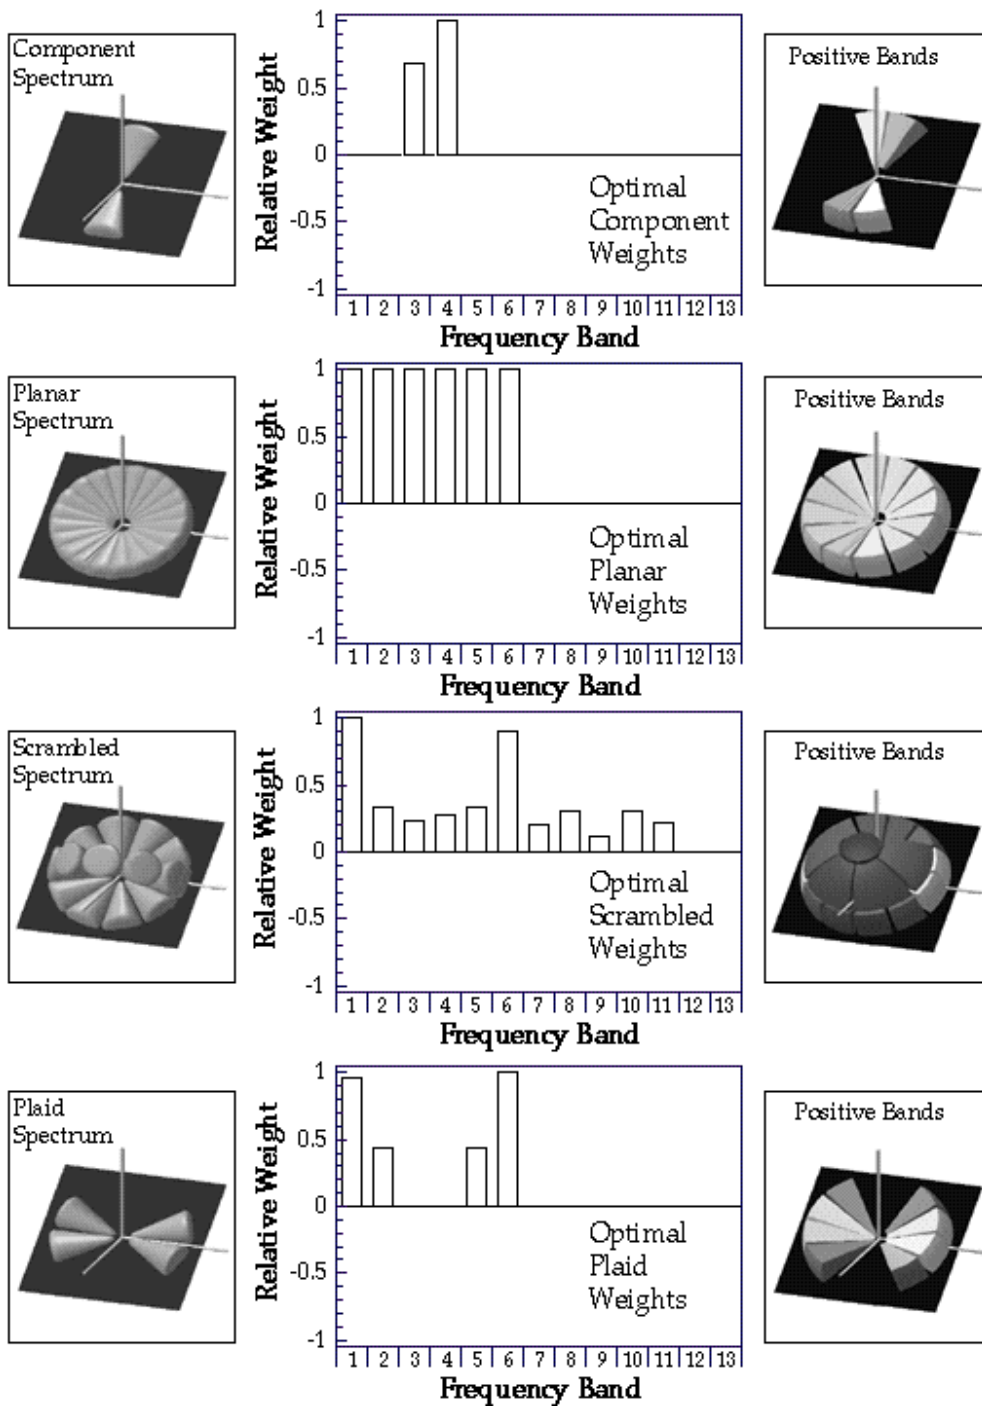 Component
Spectrum
Relative Weight
1
0.5
0
-0.5
-1
Optimal
Component
Weights
1 2 3 4 5 6 7 8 9 10 11 12 13
Frequency Band
Positive Bands
Planar
Spectrum
Relative Weight
1
0.5
0
-0.5
-1
Optimal
Planar
Weights
1 2 3 4 5 6 7 8 9 10 11 12 13
Frequency Band
Positive Bands
Scrambled
Spectrum
Relative Weight
1
0.5
0
-0.5
-1
Optimal
Scrambled
Weights
1 2 3 4 5 6 7 8 9 10 11 12 13
Frequency Band
Positive Bands
Plaid
Spectrum
Relative Weight
1
0.5
0
-0.5
-1
Optimal
Plaid
Weights
1 2 3 4 5 6 7 8 9 10 11 12 13
Frequency Band
Positive Bands